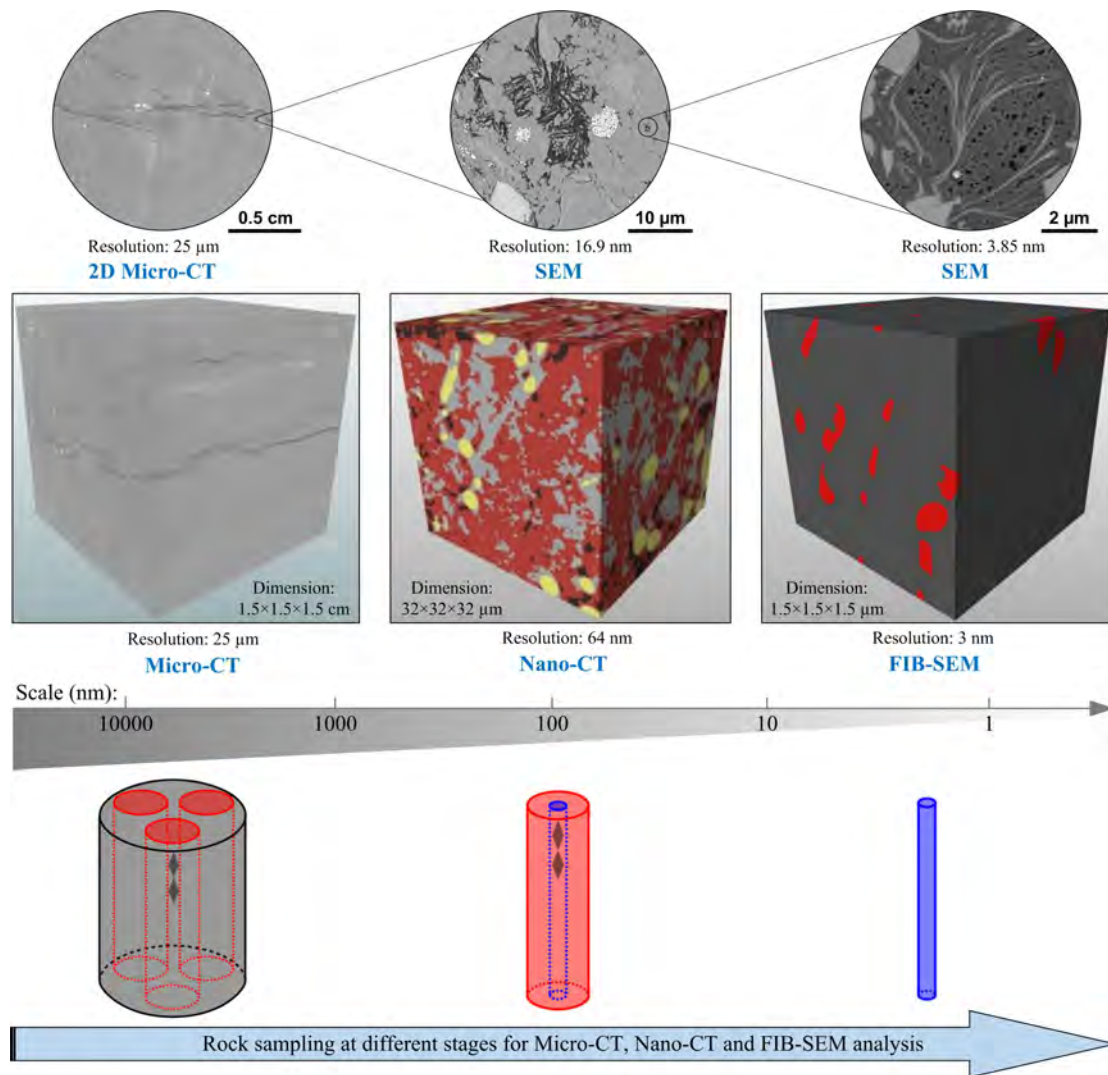 0.5 cm
10 µm
2 µm
Resolution: 25 µm
Resolution: 16.9 nm
Resolution: 3.85 nm
2D Micro-CT
SEM
SEM
Dimension:
1.5×1.5×1.5 cm
Dimension:
32×32×32 µm
Dimension:
1.5×1.5×1.5 µm
Resolution: 25 µm
Resolution: 64 nm
Resolution: 3 nm
Micro-CT
Nano-CT
FIB-SEM
Scale (nm):
10000 1000 100 10 1
Rock sampling at different stages for Micro-CT, Nano-CT and FIB-SEM analysis